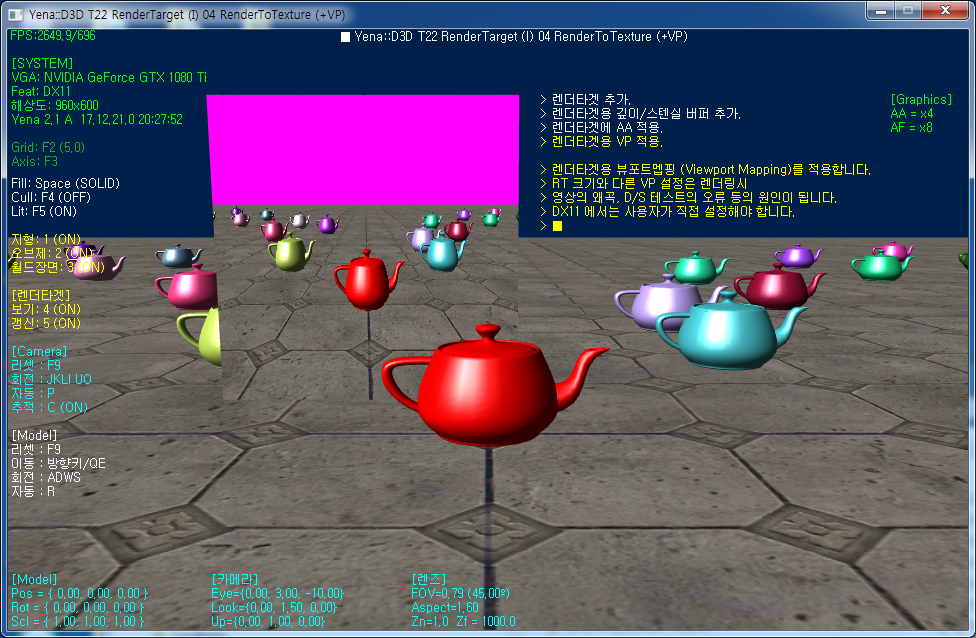 Yena::D3D T22 RenderTarget (I) 04 RenderToTexture (+VP)
FPS:2649,9/696
Yena::D3D T22 RenderTarget (I) 04 RenderToTexture (+VP)
[SYSTEM]
VGA: NVIDIA GeForce GTX 1080 Ti
Feat: DX11
해상도: 960x600
Yena 2,1 A 17,12,21,0 20:27:52
Grid: F2 (5,0)
Axis: F3
Fill: Space (SOLID)
Cull: F4 (OFF)
Lit: F5 (ON)
지형: 1 (ON)
오브제: 2 (ON)
월드장면: 3 (ON)
[렌더타겟]
보기: 4 (ON)
갱신: 5 (ON)
[Camera]
리셋 : F9
회전 : JKLI UO
자동 : P
추적 : C (ON)
[Model]
리셋 : F9
이동 : 방향키/QE
회전 : ADWS
자동 : R
> 렌더타겟 추가,
> 렌더타겟용 깊이/스텐실 버퍼 추가,
> 렌더타겟에 AA 적용,
> 렌더타겟용 VP 적용,
> 렌더타겟용 뷰포트멥핑 (Viewport Mapping)를 적용합니다,
> RT 크기와 다른 VP 설정은 렌더링시
> 영상의 왜곡, D/S 테스트의 오류 등의 원인이 됩니다,
> DX11 에서는 사용자가 직접 설정해야 합니다,
>
[Graphics]
AA = x4
AF = x8
[Model]
Pos = { 0,00, 0,00, 0,00 }
Rot = { 0,00, 0,00, 0,00 }
Scl = { 1,00, 1,00, 1,00 }
[카메라]
Eye={0,00, 3,00, -10,00}
Look={0,00, 1,50, 0,00}
Up={0,00, 1,00, 0,00}
[렌즈]
FOV=0,79 (45,00º)
Aspect=1,60
Zn=1,0 Zf = 1000,0